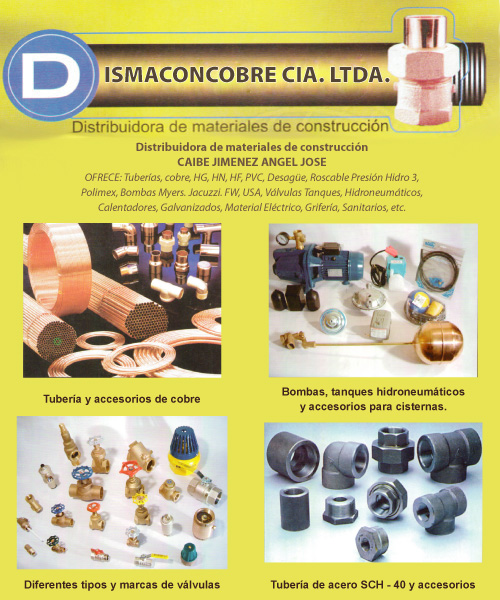 DISMACONCOBRE CIA. LTDA.
Distribuidora de materiales de construcción
Distribuidora de materiales de construcción
CAIBE JIMENEZ ANGEL JOSE
OFRECE: Tuberías, cobre, HG, HN, HF, PVC, Desagüe, Roscable Presión Hidro 3,
Polimex, Bombas Myers. Jacuzzi. FW, USA, Válvulas Tanques, Hidroneumáticos,
Calentadores, Galvanizados, Material Eléctrico, Grifería, Sanitarios, etc.
Tubería y accesorios de cobre
Bombas, tanques hidroneumáticos
y accesorios para cisternas.
Diferentes tipos y marcas de válvulas
Tubería de acero SCH - 40 y accesorios